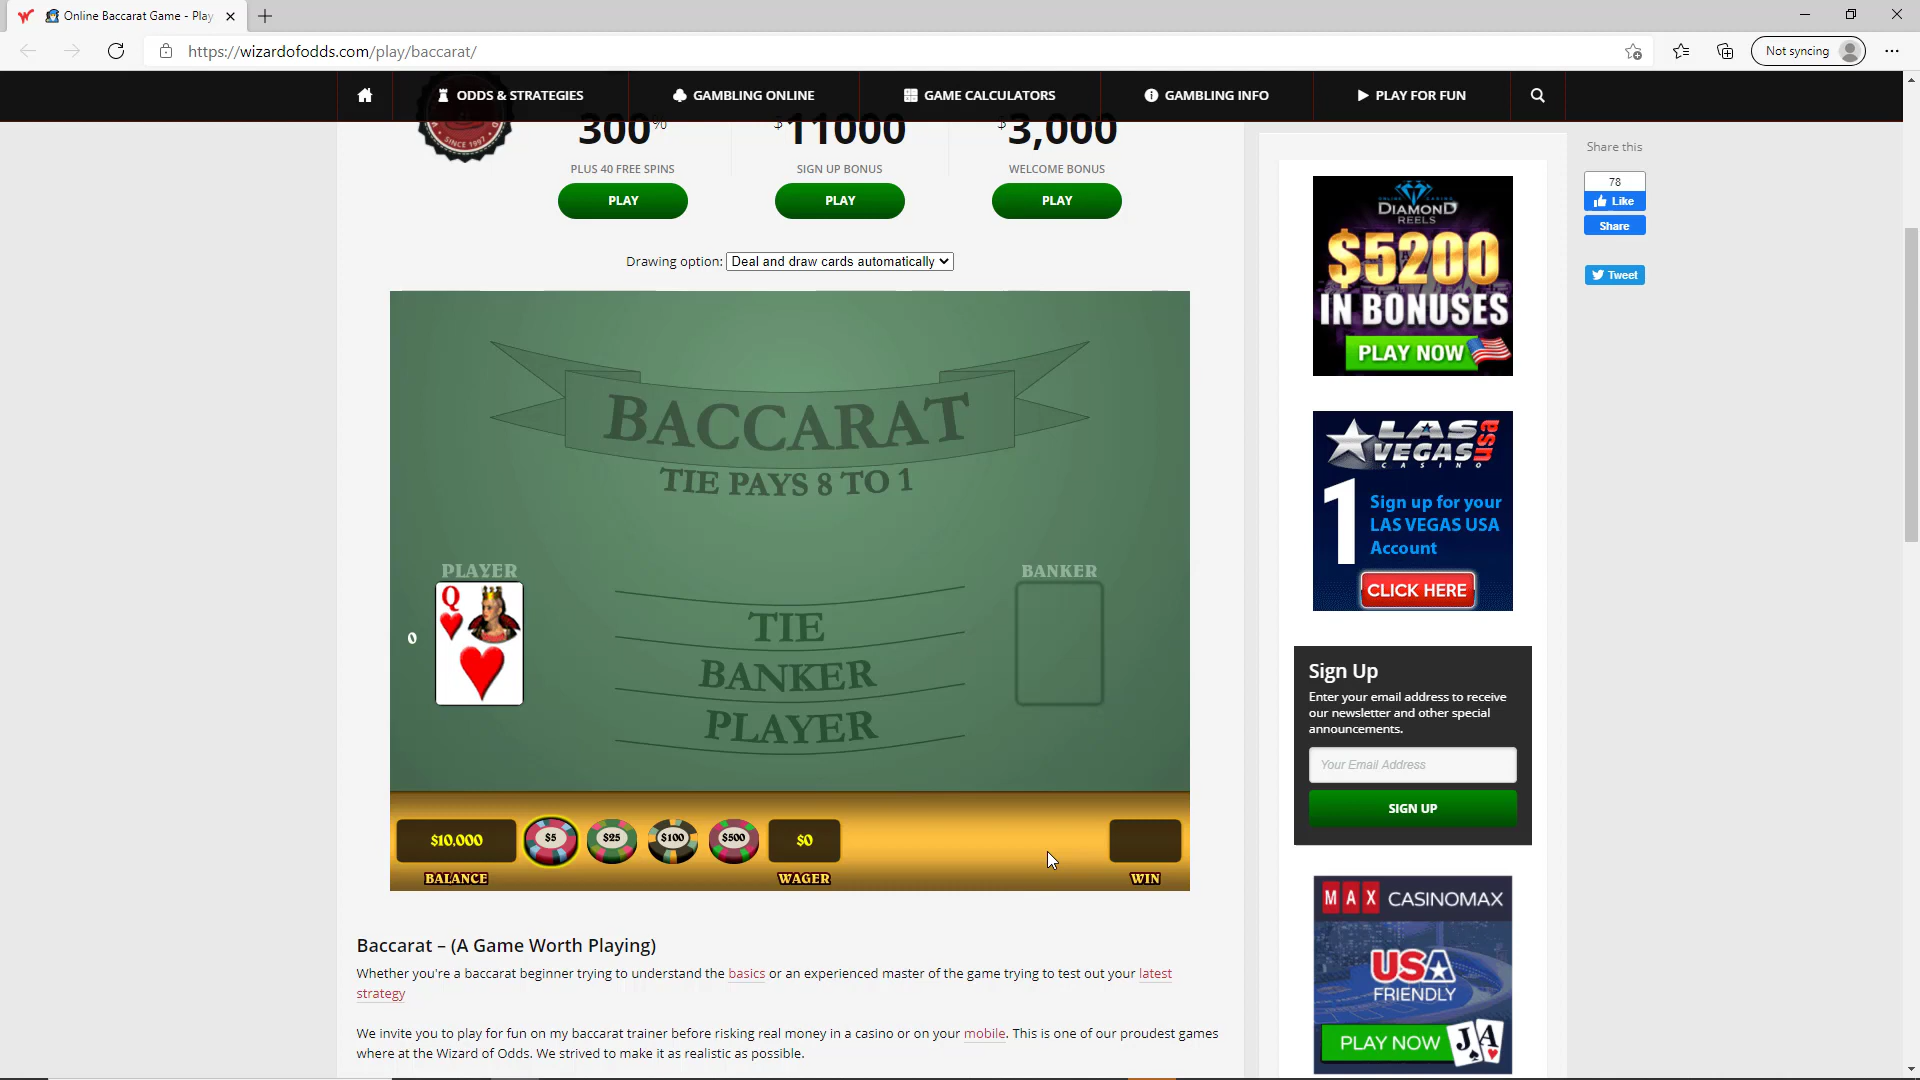 Online Baccarat Game - Play
https://wizardofodds.com/play/baccarat/
Not syncing
ODDS & STRATEGIES
GAMBLING ONLINE
GAME CALCULATORS
GAMBLING INFO
PLAY FOR FUN
SINCE 1997
300%
PLUS 40 FREE SPINS
PLAY
$11000
SIGN UP BONUS
PLAY
$3,000
WELCOME BONUS
PLAY
Drawing option: Deal and draw cards automatically
BACCARAT
TIE PAYS 8 TO 1
PLAYER
BANKER
0
Q
TIE
BANKER
PLAYER
$10,000
$5
$25
$100
$500
$0
BALANCE
WAGER
WIN
Baccarat – (A Game Worth Playing)
Whether you're a baccarat beginner trying to understand the basics or an experienced master of the game trying to test out your latest
strategy
We invite you to play for fun on my baccarat trainer before risking real money in a casino or on your mobile. This is one of our proudest games
where at the Wizard of Odds. We strived to make it as realistic as possible.
DIAMOND
REELS
$5200
IN BONUSES
PLAY NOW
LAS
VEGAS usa
CASINO
1
Sign up for your
LAS VEGAS USA
Account
CLICK HERE
Sign Up
Enter your email address to receive
our newsletter and other special
announcements.
Your Email Address
SIGN UP
MAX CASINOMAX
USA
FRIENDLY
PLAY NOW
J A
Share this
78
Like
Share
Tweet